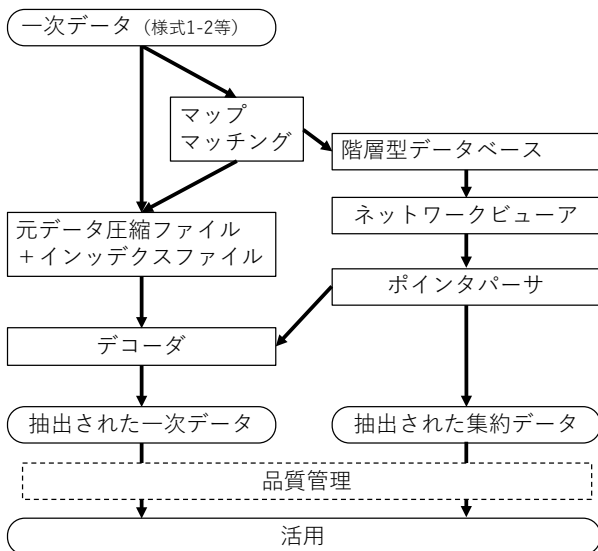 一次データ（様式1-2等）
マップ
マッチング
階層型データベース
ネットワークビューア
元データ圧縮ファイル
＋インッデクスファイル
ポインタパーサ
デコーダ
抽出された一次データ
抽出された集約データ
品質管理
活用